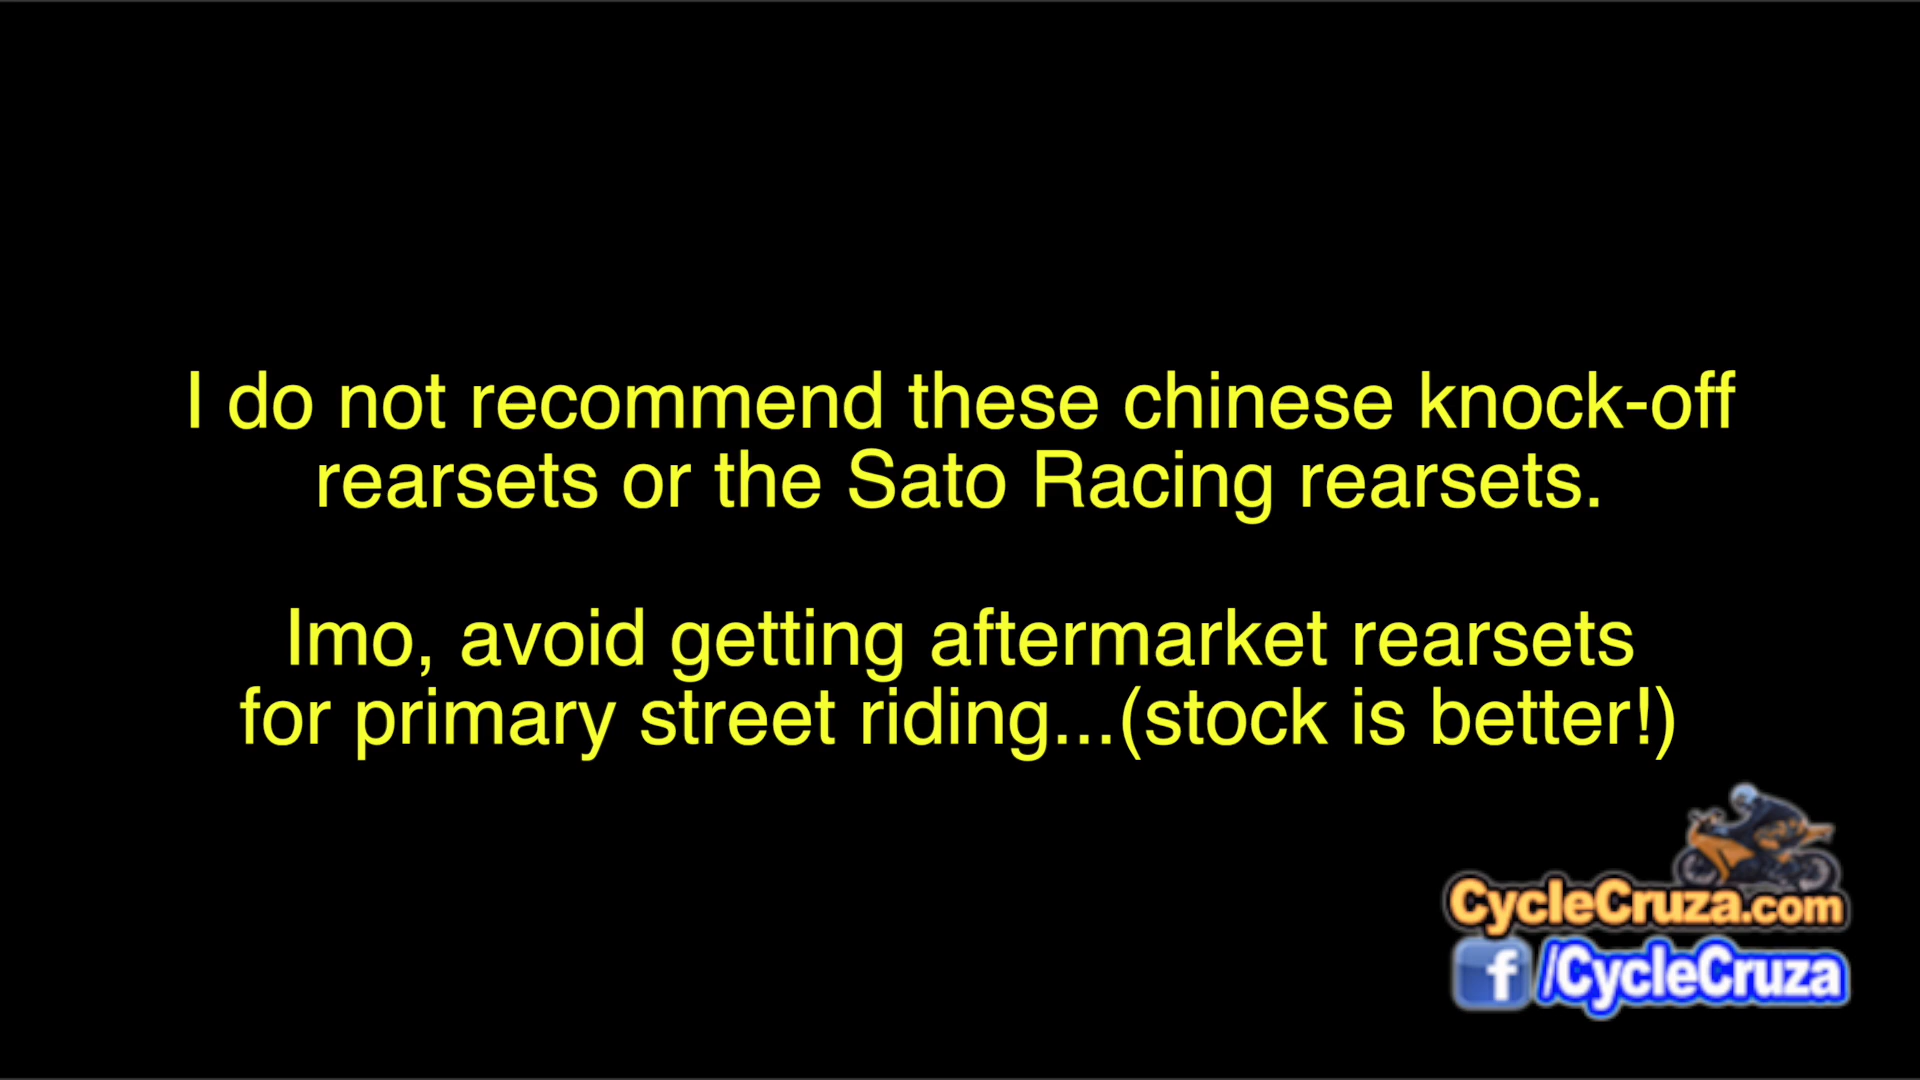 I do not recommend these chinese knock-off
rearsets or the Sato Racing rearsets.
Imo, avoid getting aftermarket rearsets
for primary street riding...(stock is better!)
CycleCruza.com
f /CycleCruza